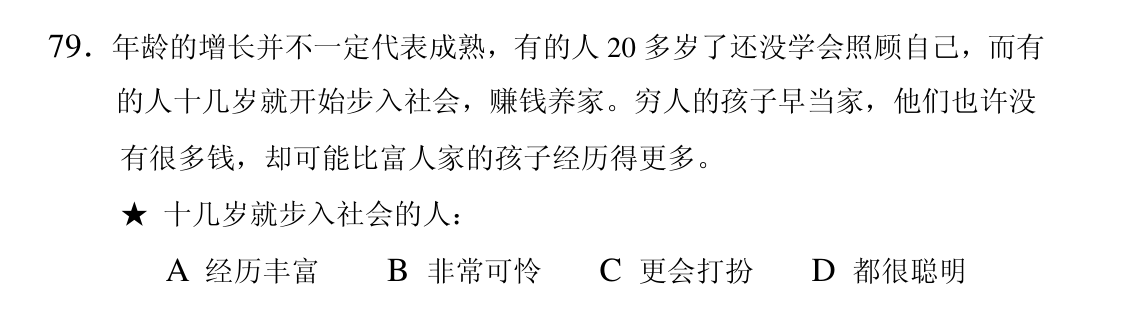 79．年龄的增长并不一定代表成熟，有的人 20 多岁了还没学会照顾自己，而有
的人十几岁就开始步入社会，赚钱养家。穷人的孩子早当家，他们也许没
有很多钱，却可能比富人家的孩子经历得更多。
★ 十几岁就步入社会的人：
A 经历丰富 B 非常可怜 C 更会打扮 D 都很聪明